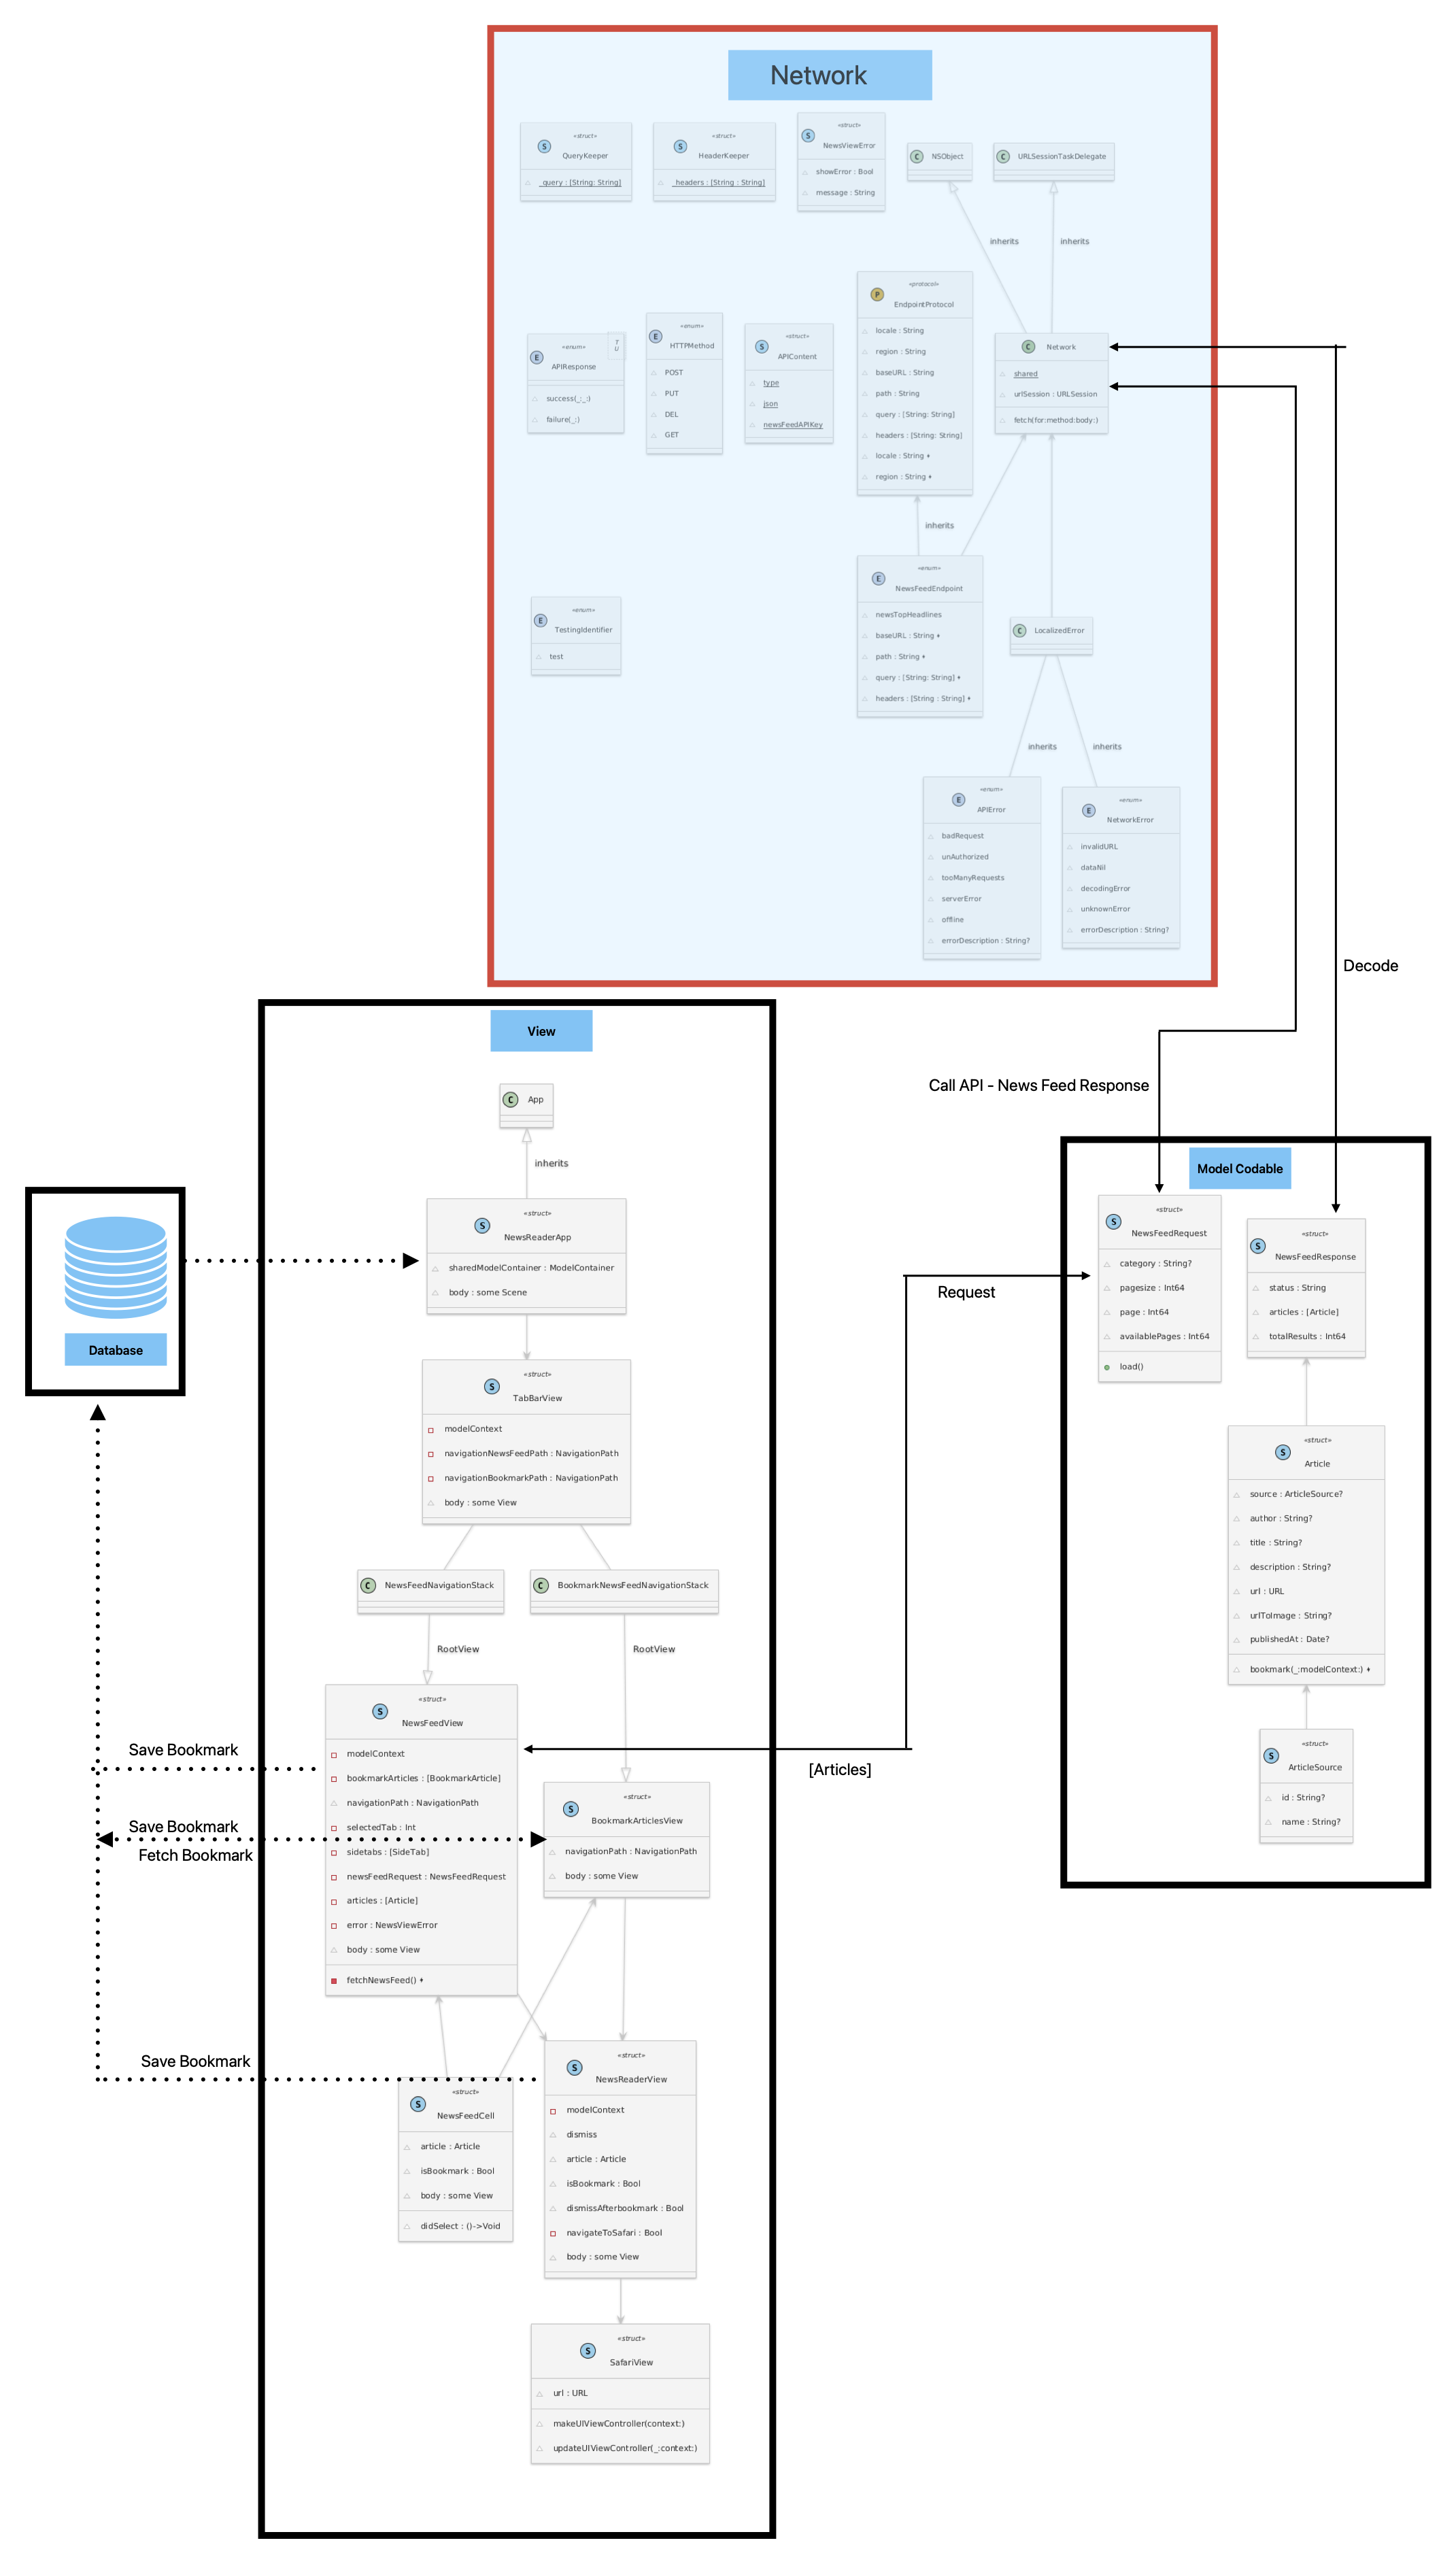 Network
«struct»
S
QueryKeeper
_query : [String: String]
«struct»
S
HeaderKeeper
_headers : [String : String]
«struct»
S
NewsViewError
showError : Bool
message : String
C NSObject
C URLSessionTaskDelegate
inherits
inherits
«enum»
T
U
E
APIResponse
success(_:_:)
failure(_:)
«enum»
E
HTTPMethod
POST
PUT
DEL
GET
«struct»
S
APIContent
type
json
newsFeedAPIKey
«protocol»
P
EndpointProtocol
locale : String
region : String
baseURL : String
path : String
query : [String: String]
headers : [String: String]
locale : String ♦
region : String ♦
C Network
shared
urlSession : URLSession
fetch(for:method:body:)
inherits
«enum»
E
TestingIdentifier
test
«enum»
E
NewsFeedEndpoint
newsTopHeadlines
baseURL : String ♦
path : String ♦
query : [String: String] ♦
headers : [String : String] ♦
C LocalizedError
inherits
inherits
«enum»
E
APIError
badRequest
unAuthorized
tooManyRequests
serverError
offline
errorDescription : String?
«enum»
E
NetworkError
invalidURL
dataNil
decodingError
unknownError
errorDescription : String?
Decode
Call API - News Feed Response
View
C App
inherits
«struct»
S
NewsReaderApp
sharedModelContainer : ModelContainer
body : some Scene
Database
«struct»
S
TabBarView
modelContext
navigationNewsFeedPath : NavigationPath
navigationBookmarkPath : NavigationPath
body : some View
C NewsFeedNavigationStack
C BookmarkNewsFeedNavigationStack
RootView
RootView
«struct»
S
NewsFeedView
modelContext
bookmarkArticles : [BookmarkArticle]
navigationPath : NavigationPath
selectedTab : Int
sidetabs : [SideTab]
newsFeedRequest : NewsFeedRequest
articles : [Article]
error : NewsViewError
body : some View
fetchNewsFeed() ♦
Save Bookmark
Save Bookmark
Fetch Bookmark
Save Bookmark
«struct»
S
BookmarkArticlesView
navigationPath : NavigationPath
body : some View
«struct»
S
NewsFeedCell
article : Article
isBookmark : Bool
body : some View
didSelect : ()->Void
«struct»
S
NewsReaderView
modelContext
dismiss
article : Article
isBookmark : Bool
dismissAfterbookmark : Bool
navigateToSafari : Bool
body : some View
«struct»
S
SafariView
url : URL
makeUIViewController(context:)
updateUIViewController(_:context:)
Request
[Articles]
Model Codable
«struct»
S
NewsFeedRequest
category : String?
pagesize : Int64
page : Int64
availablePages : Int64
load()
«struct»
S
NewsFeedResponse
status : String
articles : [Article]
totalResults : Int64
«struct»
S
Article
source : ArticleSource?
author : String?
title : String?
description : String?
url : URL
urlToImage : String?
publishedAt : Date?
bookmark(_:modelContext:) ♦
«struct»
S
ArticleSource
id : String?
name : String?